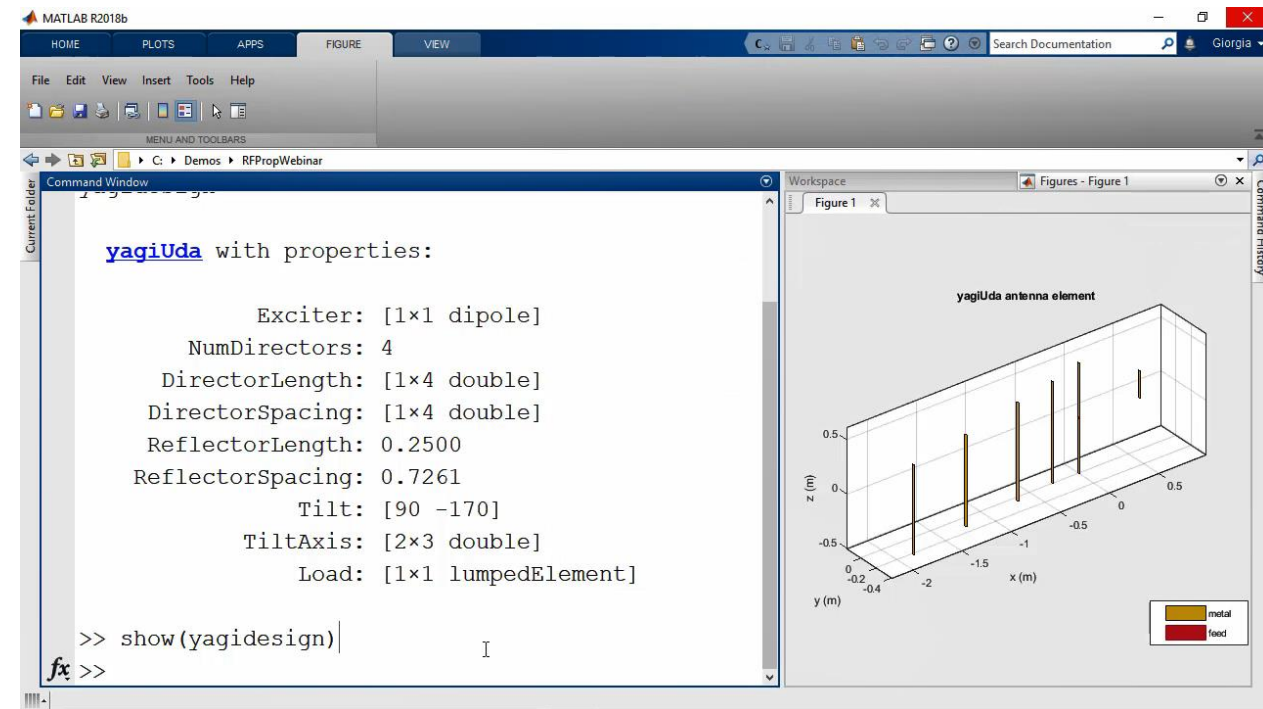 MATLAB R2018b
HOME PLOTS APPS FIGURE VIEW Search Documentation Giorgia
File Edit View Insert Tools Help
MENU AND TOOLBARS
C: Demos RFPropWebinar
Current Folder
Command Window
yagidesign
yagiUda with properties:
Exciter: [1×1 dipole]
NumDirectors: 4
DirectorLength: [1×4 double]
DirectorSpacing: [1×4 double]
ReflectorLength: 0.2500
ReflectorSpacing: 0.7261
Tilt: [90 -170]
TiltAxis: [2×3 double]
Load: [1×1 lumpedElement]
>> show(yagidesign)
fx >>
Workspace Figures - Figure 1
Figure 1
yagiUda antenna element
0.5
0
-0.5
z (m)
0
-0.2
-0.4
y (m)
-2
-1.5
-1
-0.5
0
0.5
x (m)
metal
feed
Command History